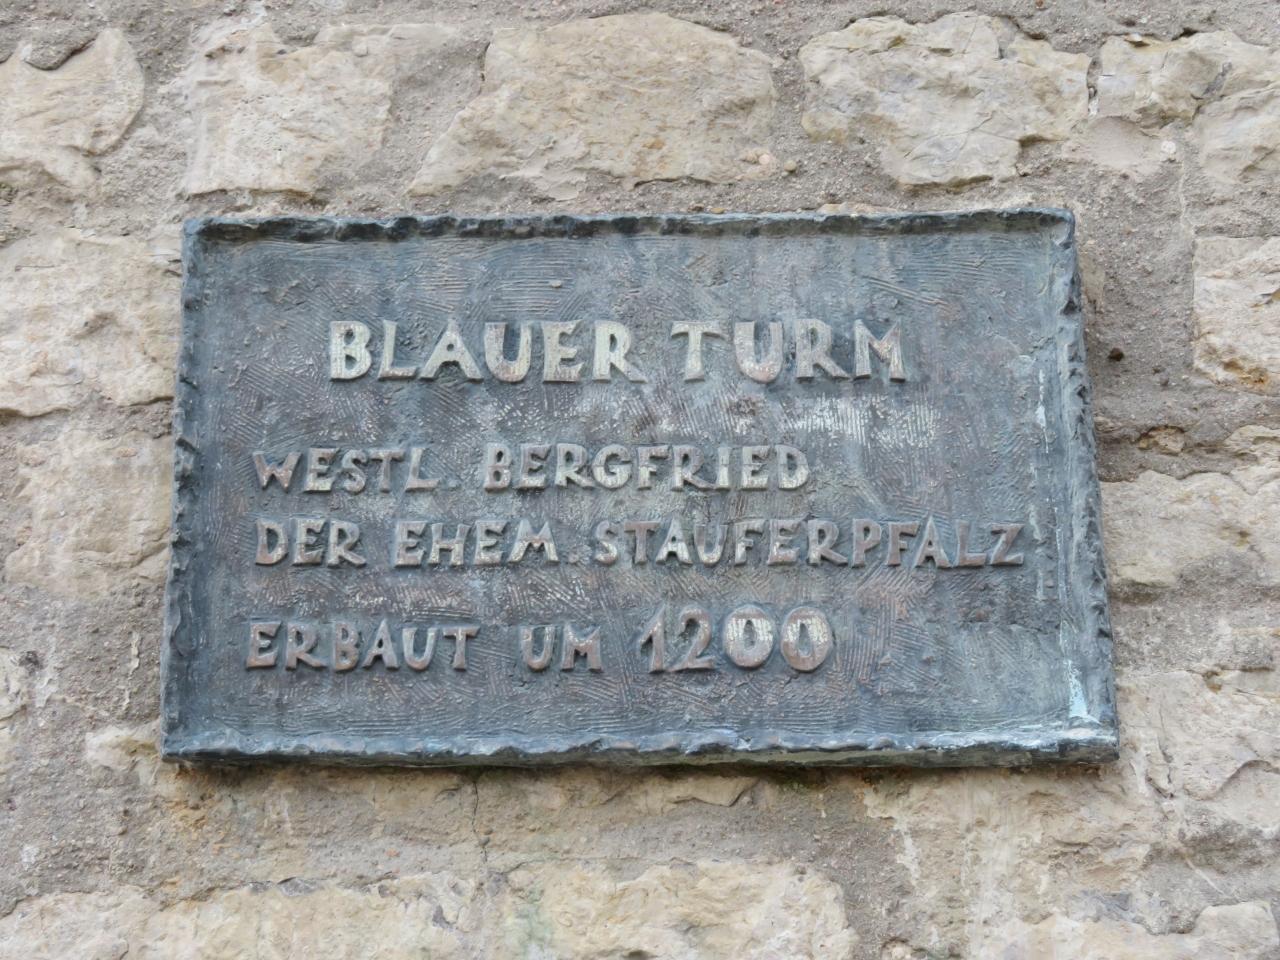 BLAUER TURM
WESTL. BERGFRIED
DER EHEM. STAUFERPFALZ
ERBAUT UM 1200